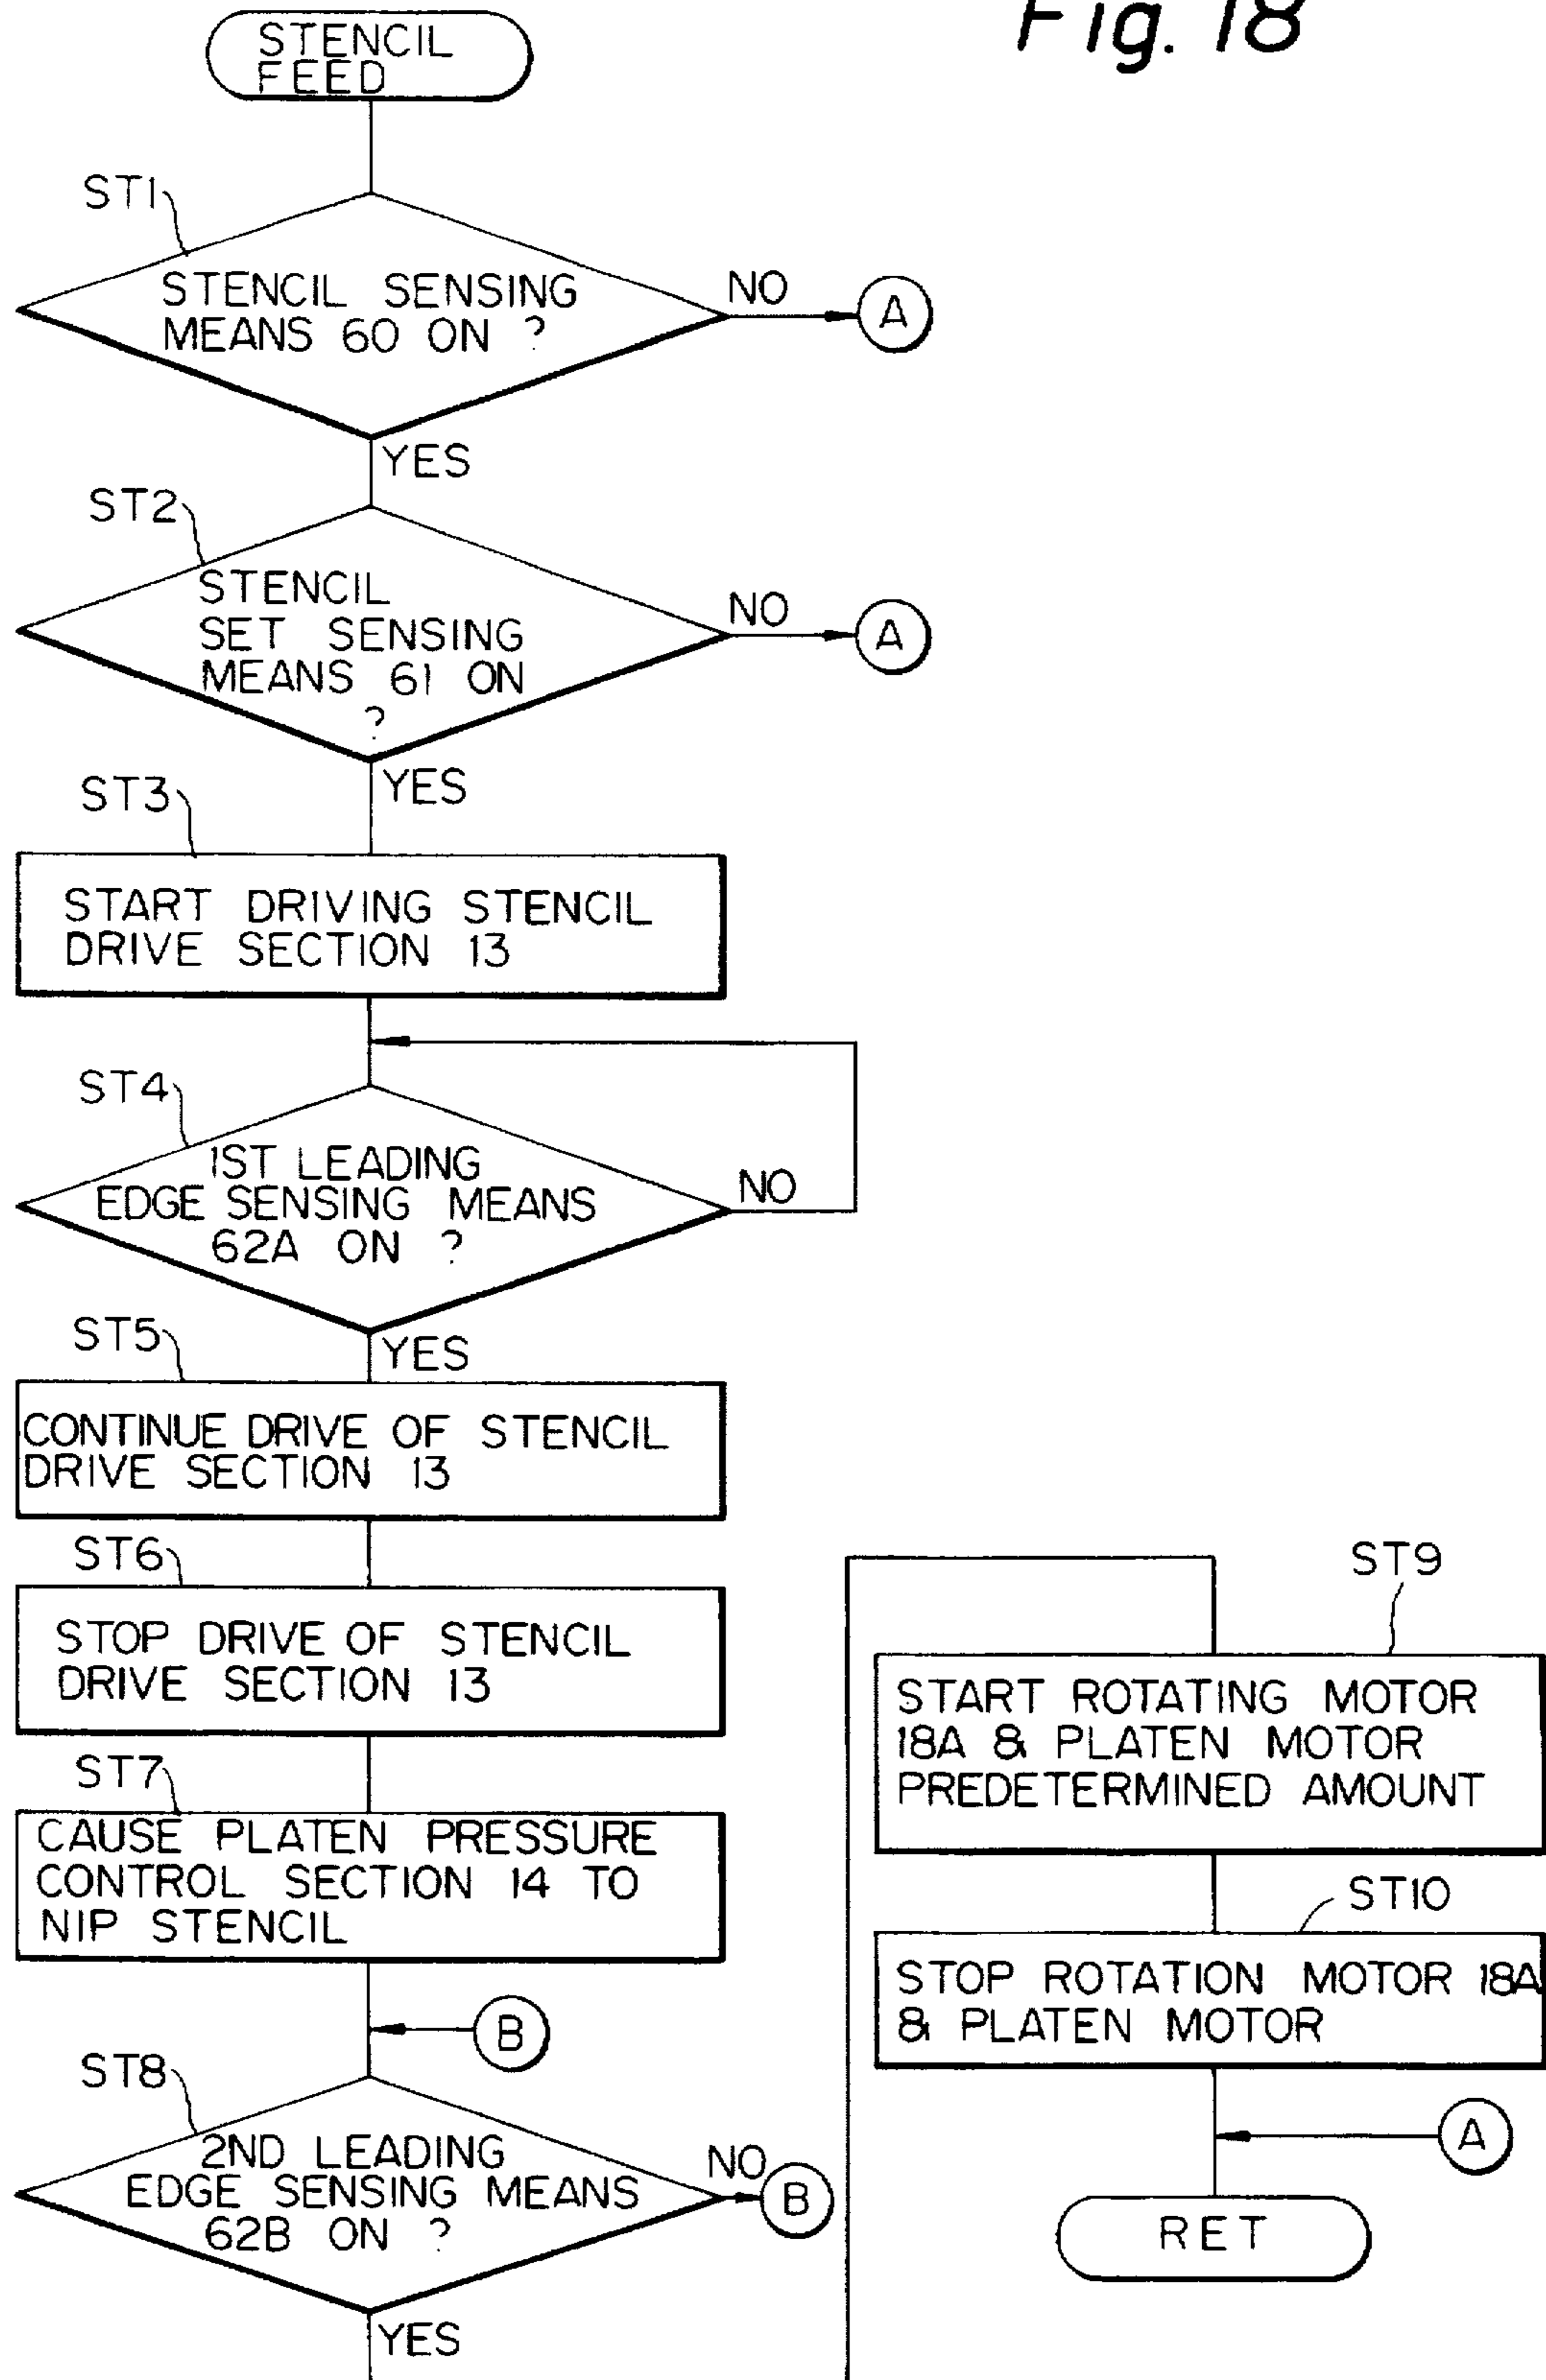 Fig. 18
STENCIL
FEED
ST1
STENCIL SENSING
MEANS 60 ON ?
NO
A
YES
ST2
STENCIL
SET SENSING
MEANS 61 ON
?
NO
A
YES
ST3
START DRIVING STENCIL
DRIVE SECTION 13
ST4
1ST LEADING
EDGE SENSING MEANS
62A ON ?
NO
YES
ST5
CONTINUE DRIVE OF STENCIL
DRIVE SECTION 13
ST6
STOP DRIVE OF STENCIL
DRIVE SECTION 13
ST7
CAUSE PLATEN PRESSURE
CONTROL SECTION 14 TO
NIP STENCIL
B
ST8
2ND LEADING
EDGE SENSING MEANS
62B ON ?
NO
B
YES
ST9
START ROTATING MOTOR
18A & PLATEN MOTOR
PREDETERMINED AMOUNT
ST10
STOP ROTATION MOTOR 18A
& PLATEN MOTOR
A
RET